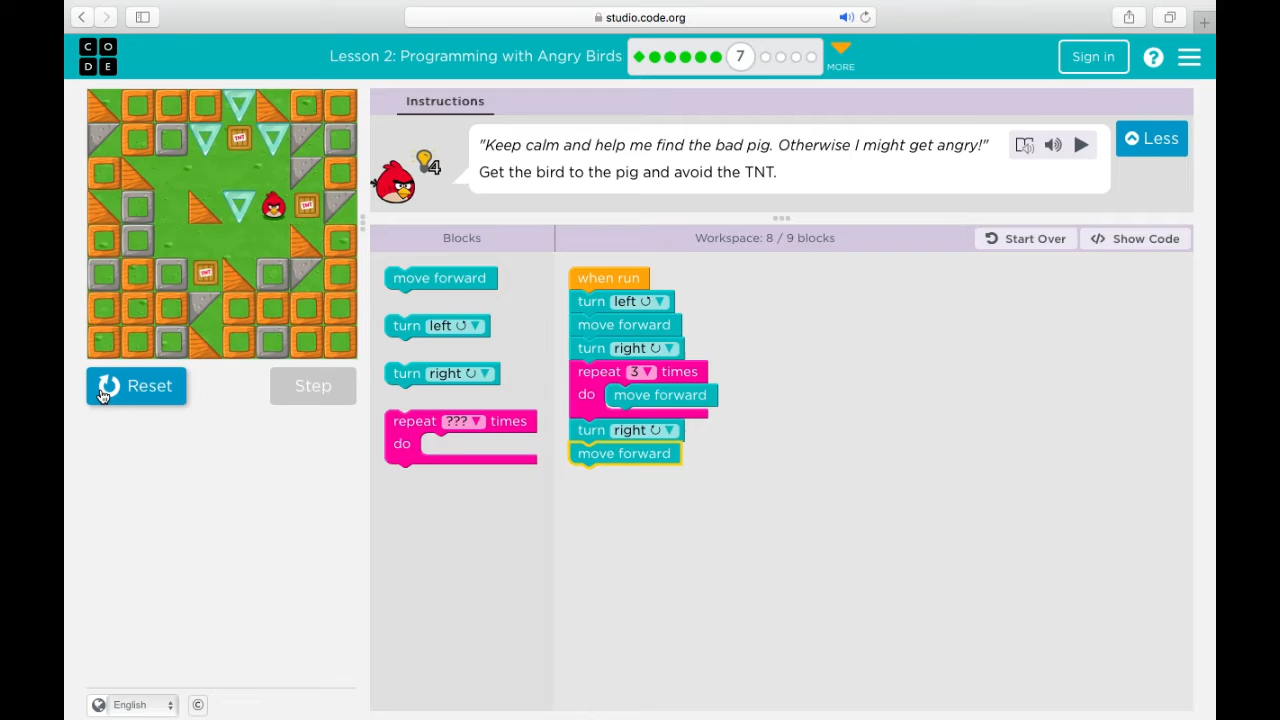 studio.code.org
C O
D E
Lesson 2: Programming with Angry Birds
7
MORE
Sign in
?
Instructions
"Keep calm and help me find the bad pig. Otherwise I might get angry!"
Get the bird to the pig and avoid the TNT.
4
Less
TNT
TNT
TNT
Blocks
Workspace: 8 / 9 blocks
Start Over
Show Code
move forward
turn left
turn right
repeat ??? times
do
when run
turn left
move forward
turn right
repeat 3 times
do move forward
turn right
move forward
Reset
Step
English
©